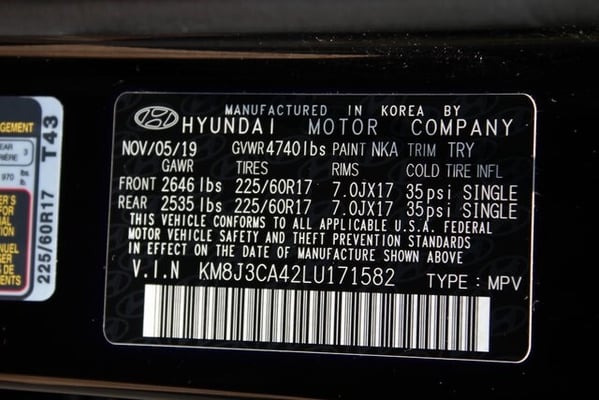 MANUFACTURED IN KOREA BY
HYUNDAI MOTOR COMPANY
NOV/05/19 GVWR 4740lbs PAINT NKA TRIM TRY
GAWR TIRES RIMS COLD TIRE INFL
FRONT 2646 lbs 225/60R17 7.0JX17 35psi SINGLE
REAR 2535 lbs 225/60R17 7.0JX17 35psi SINGLE
THIS VEHICLE CONFORMS TO ALL APPLICABLE U.S.A. FEDERAL
MOTOR VEHICLE SAFETY AND THEFT PREVENTION STANDARDS
IN EFFECT ON THE DATE OF MANUFACTURE SHOWN ABOVE
V.I.N KM8J3CA42LU171582 TYPE: MPV
225/60R17 T43
970 lbs.
3